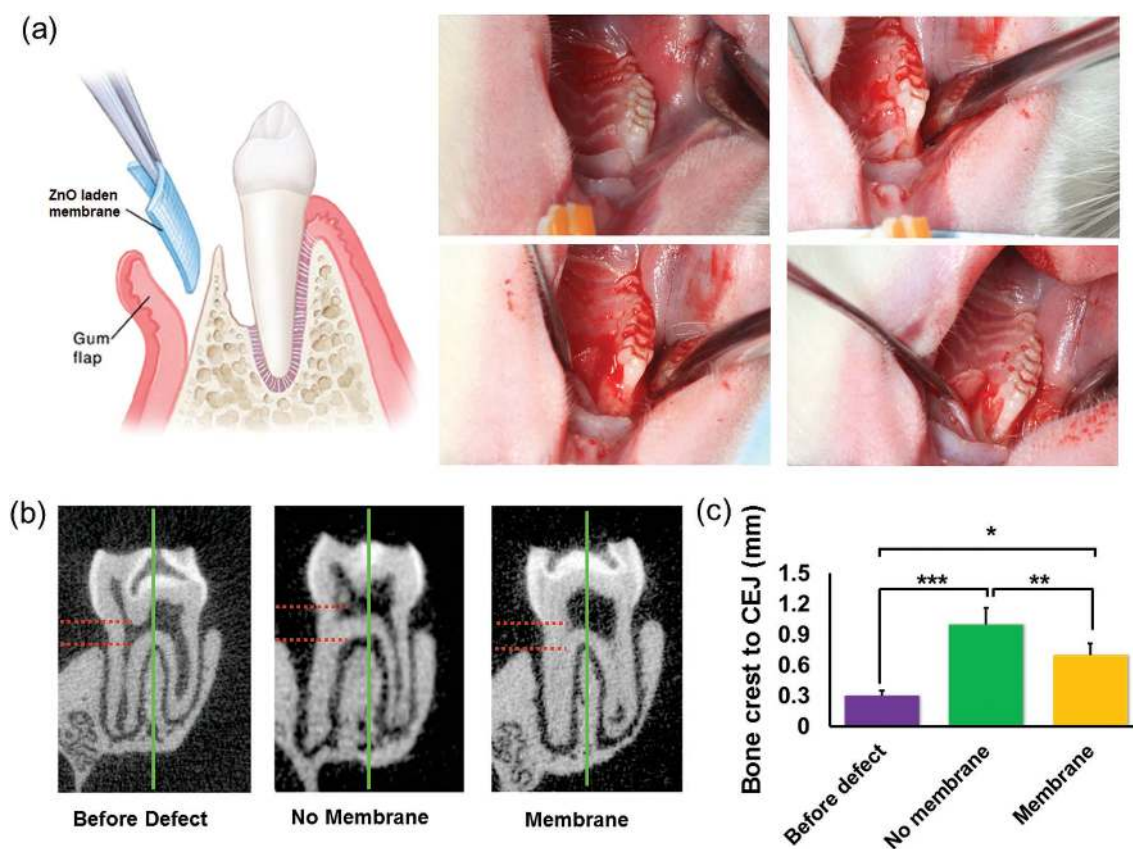 (a)
ZnO laden
membrane
Gum
flap
(b)
Before Defect
No Membrane
Membrane
(c)
Bone crest to CEJ (mm)
1.5
1.2
0.9
0.6
0.3
0
*
***
**
Before defect
No membrane
Membrane